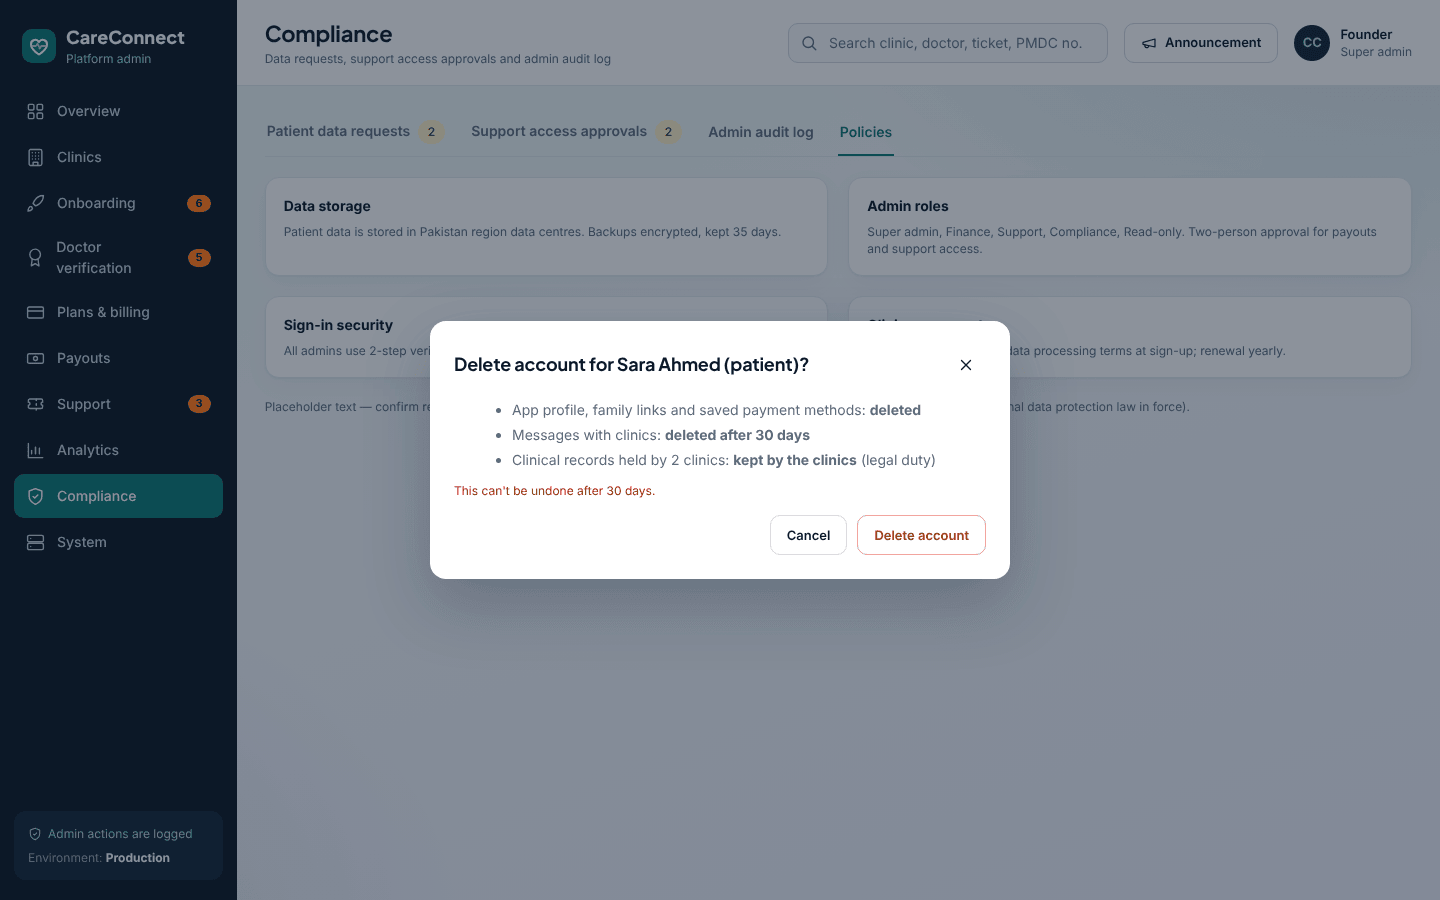 CareConnect
Platform admin
Overview
Clinics
Onboarding 6
Doctor verification 5
Plans & billing
Payouts
Support 3
Analytics
Compliance
System
Admin actions are logged
Environment: Production
Compliance
Data requests, support access approvals and admin audit log
Search clinic, doctor, ticket, PMDC no.
Announcement
CC
Founder
Super admin
Patient data requests 2
Support access approvals 2
Admin audit log
Policies
Data storage
Patient data is stored in Pakistan region data centres. Backups encrypted, kept 35 days.
Admin roles
Super admin, Finance, Support, Compliance, Read-only. Two-person approval for payouts
and support access.
Sign-in security
All admins use 2-step
data processing terms at sign-up; renewal yearly.
Placeholder text — confirm
data protection law in force).
Delete account for Sara Ahmed (patient)?
• App profile, family links and saved payment methods: deleted
• Messages with clinics: deleted after 30 days
• Clinical records held by 2 clinics: kept by the clinics (legal duty)
This can't be undone after 30 days.
Cancel
Delete account